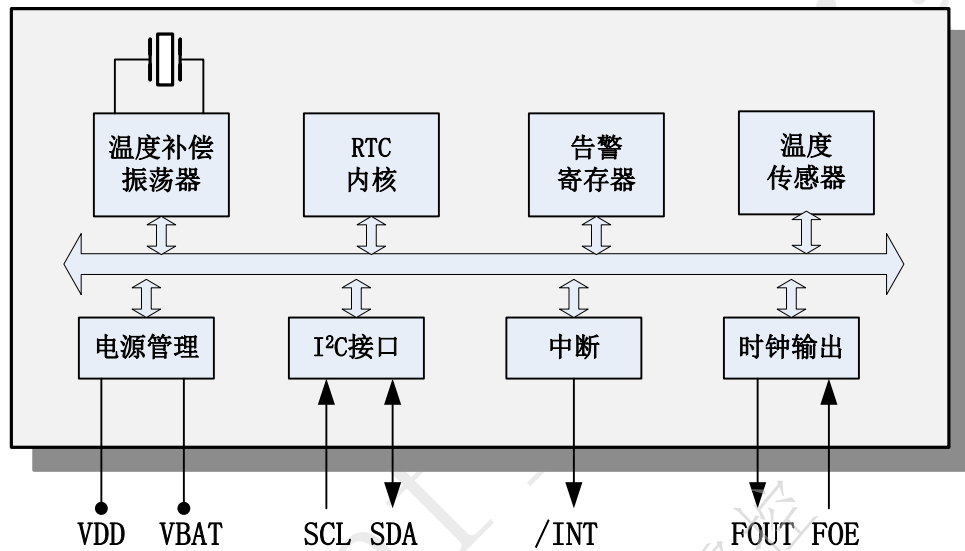 温度补偿
振荡器
RTC
内核
告警
寄存器
温度
传感器
电源管理
I²C接口
中断
时钟输出
VDD
VBAT
SCL
SDA
/INT
FOUT
FOE